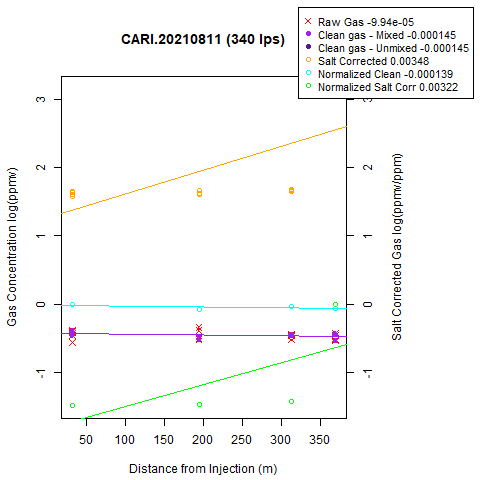 CARI.20210811 (340 lps)
Raw Gas -9.94e-05
Clean gas - Mixed -0.000145
Clean gas - Unmixed -0.000145
Salt Corrected 0.00348
Normalized Clean -0.000139
Normalized Salt Corr 0.00322
Gas Concentration log(ppmv)
3
2
1
0
-1
3
2
1
0
-1
Salt Corrected Gas log(ppmv/ppm)
50 100 150 200 250 300 350
Distance from Injection (m)